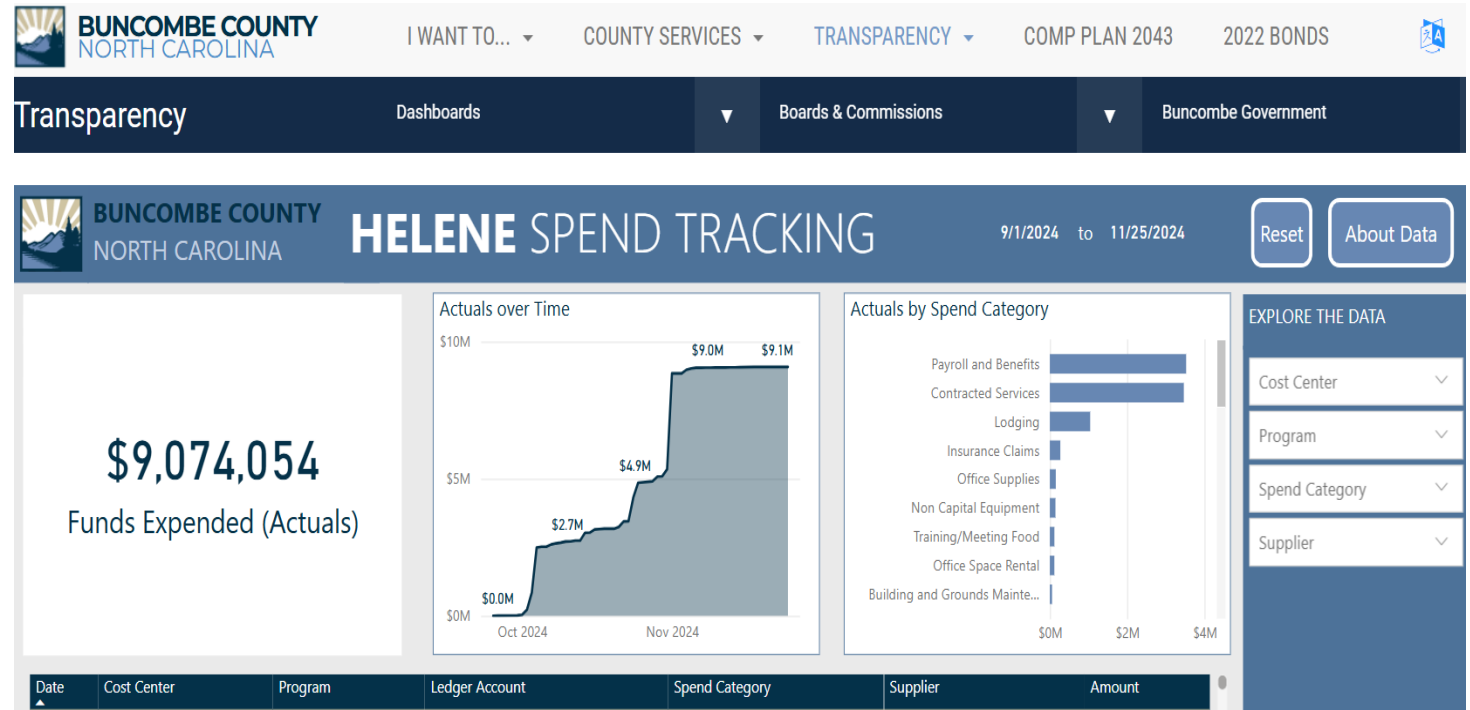 BUNCOMBE COUNTY
NORTH CAROLINA
I WANT TO...
COUNTY SERVICES
TRANSPARENCY
COMP PLAN 2043
2022 BONDS
Transparency
Dashboards
Boards & Commissions
Buncombe Government
BUNCOMBE COUNTY
NORTH CAROLINA
HELENE SPEND TRACKING
9/1/2024 to 11/25/2024
Reset
About Data
$9,074,054
Funds Expended (Actuals)
Actuals over Time
$10M
$5M
$0M
$0.0M
$2.7M
$4.9M
$9.0M
$9.1M
Oct 2024
Nov 2024
Actuals by Spend Category
Payroll and Benefits
Contracted Services
Lodging
Insurance Claims
Office Supplies
Non Capital Equipment
Training/Meeting Food
Office Space Rental
Building and Grounds Mainte...
$0M
$2M
$4M
EXPLORE THE DATA
Cost Center
Program
Spend Category
Supplier
Date
Cost Center
Program
Ledger Account
Spend Category
Supplier
Amount